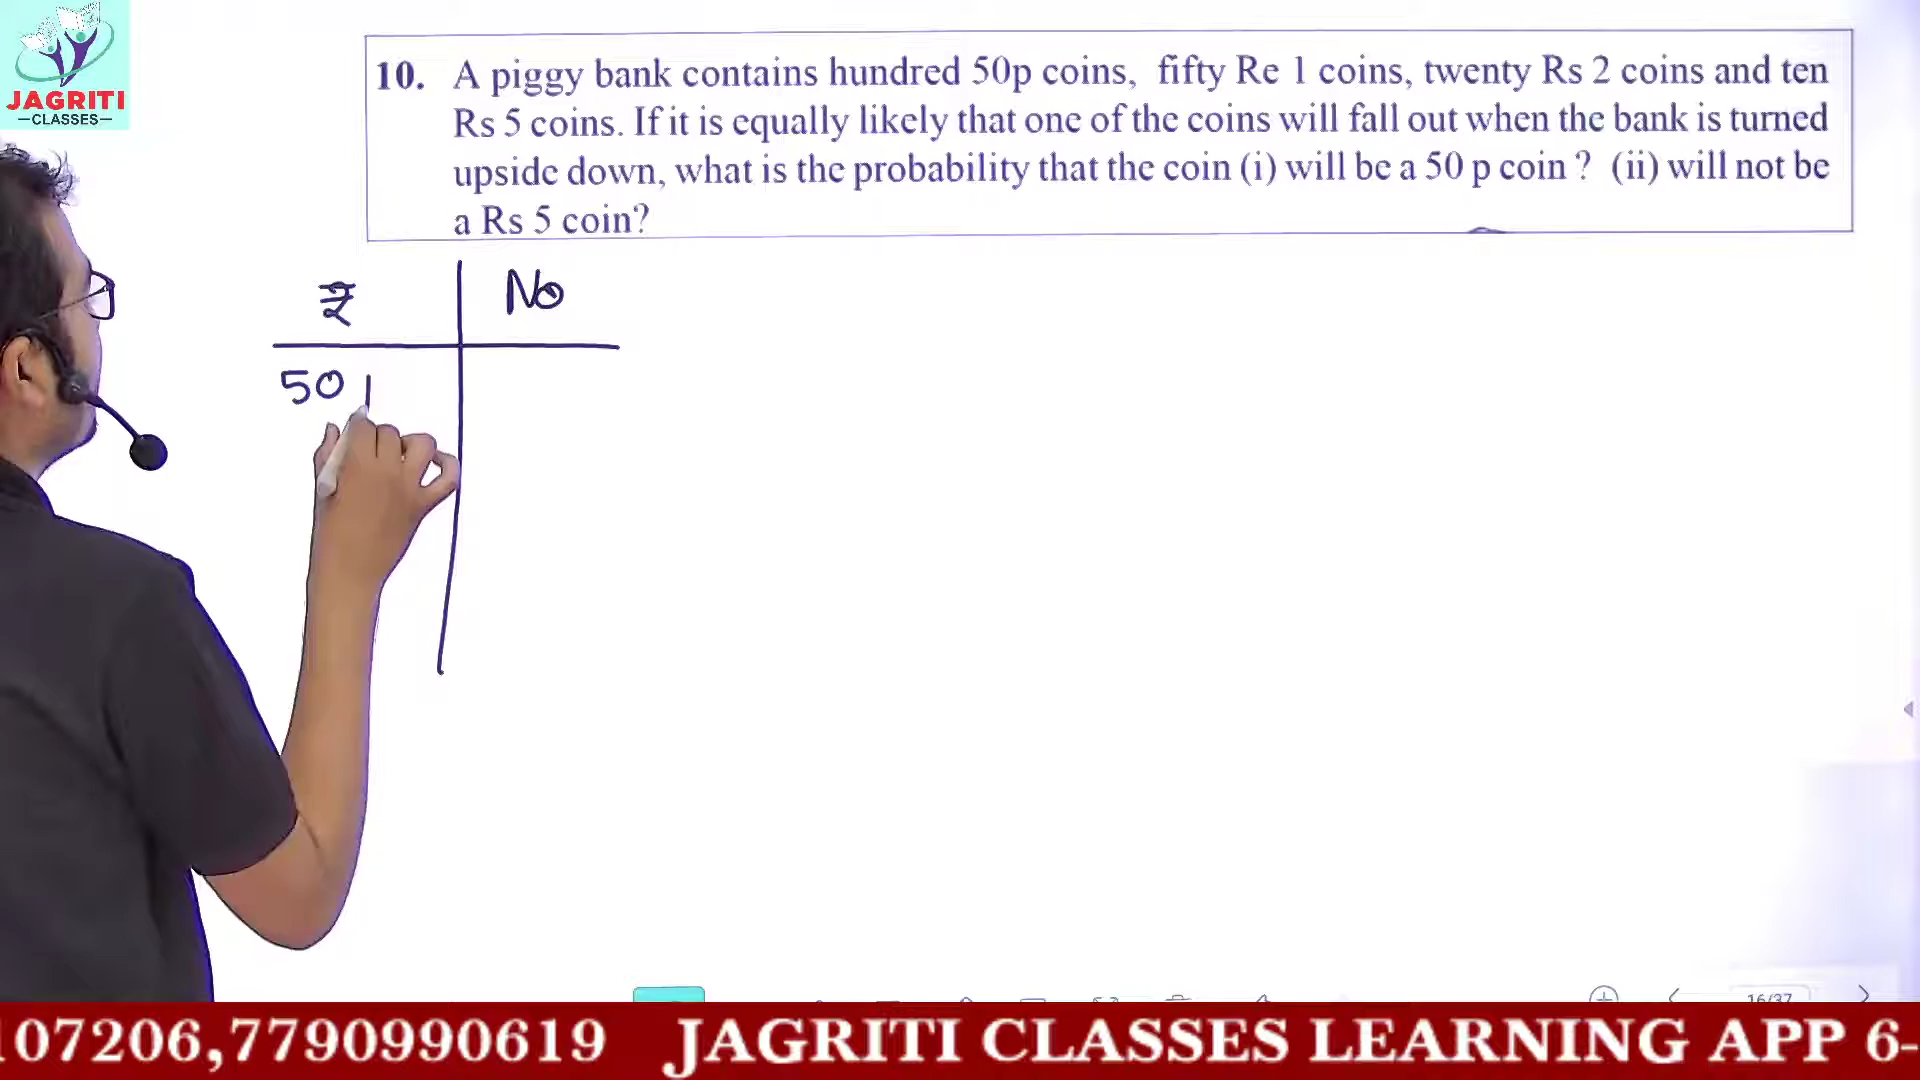 JAGRITI
—CLASSES—
10. A piggy bank contains hundred 50p coins, fifty Re 1 coins, twenty Rs 2 coins and ten
Rs 5 coins. If it is equally likely that one of the coins will fall out when the bank is turned
upside down, what is the probability that the coin (i) will be a 50 p coin ? (ii) will not be
a Rs 5 coin?
₹ No
50
16/37
107206,7790990619 JAGRITI CLASSES LEARNING APP 6-